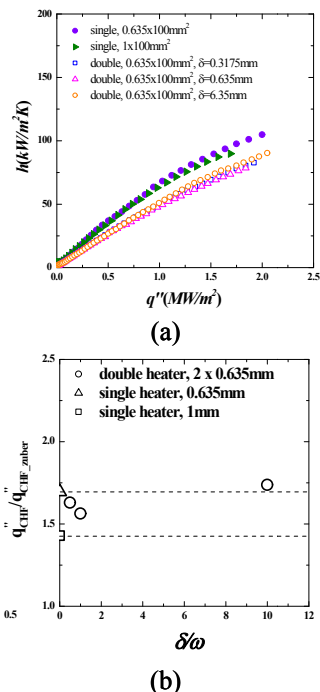 (a)
200
150
100
50
0
h(kW/m²K)
single, 0.635x100mm²
single, 1x100mm²
double, 0.635x100mm², δ=0.3175mm
double, 0.635x100mm², δ=0.635mm
double, 0.635x100mm², δ=6.35mm
0.0 0.5 1.0 1.5 2.0 2.5
q''(MW/m²)
(a)
2.5
2.0
1.5
1.0
0.5
q''CHF/q''CHF_zuber
double heater, 2 x 0.635mm
single heater, 0.635mm
single heater, 1mm
0 2 4 6 8 10 12
δ/ω
(b)